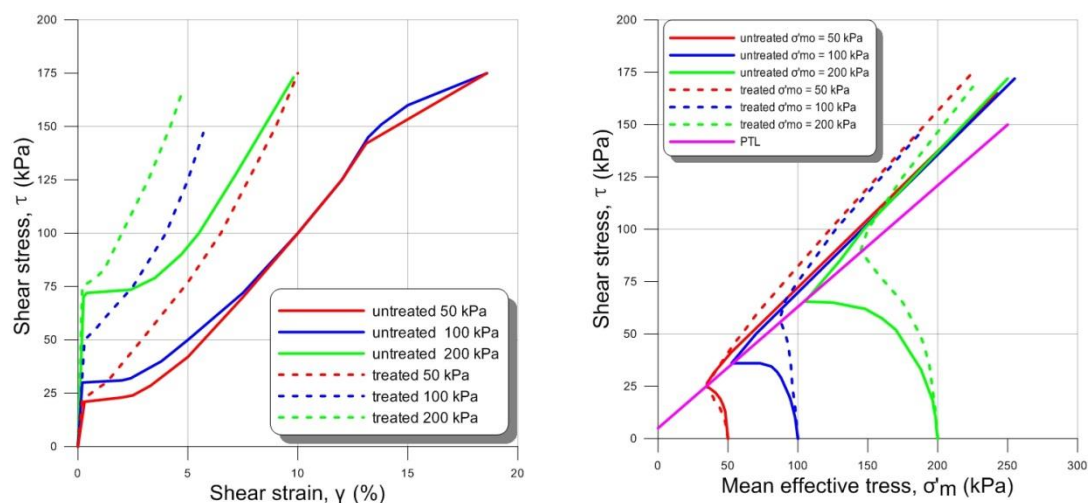 200
175
150
125
100
75
50
25
0
Shear stress, τ (kPa)
untreated 50 kPa
untreated 100 kPa
untreated 200 kPa
treated 50 kPa
treated 100 kPa
treated 200 kPa
0 5 10 15 20
Shear strain, γ (%)
200
175
150
125
100
75
50
25
0
Shear stress, τ (kPa)
untreated σ'mo = 50 kPa
untreated σ'mo = 100 kPa
untreated σ'mo = 200 kPa
treated σ'mo = 50 kPa
treated σ'mo = 100 kPa
treated σ'mo = 200 kPa
PTL
0 50 100 150 200 250 300
Mean effective tress, σ'm (kPa)